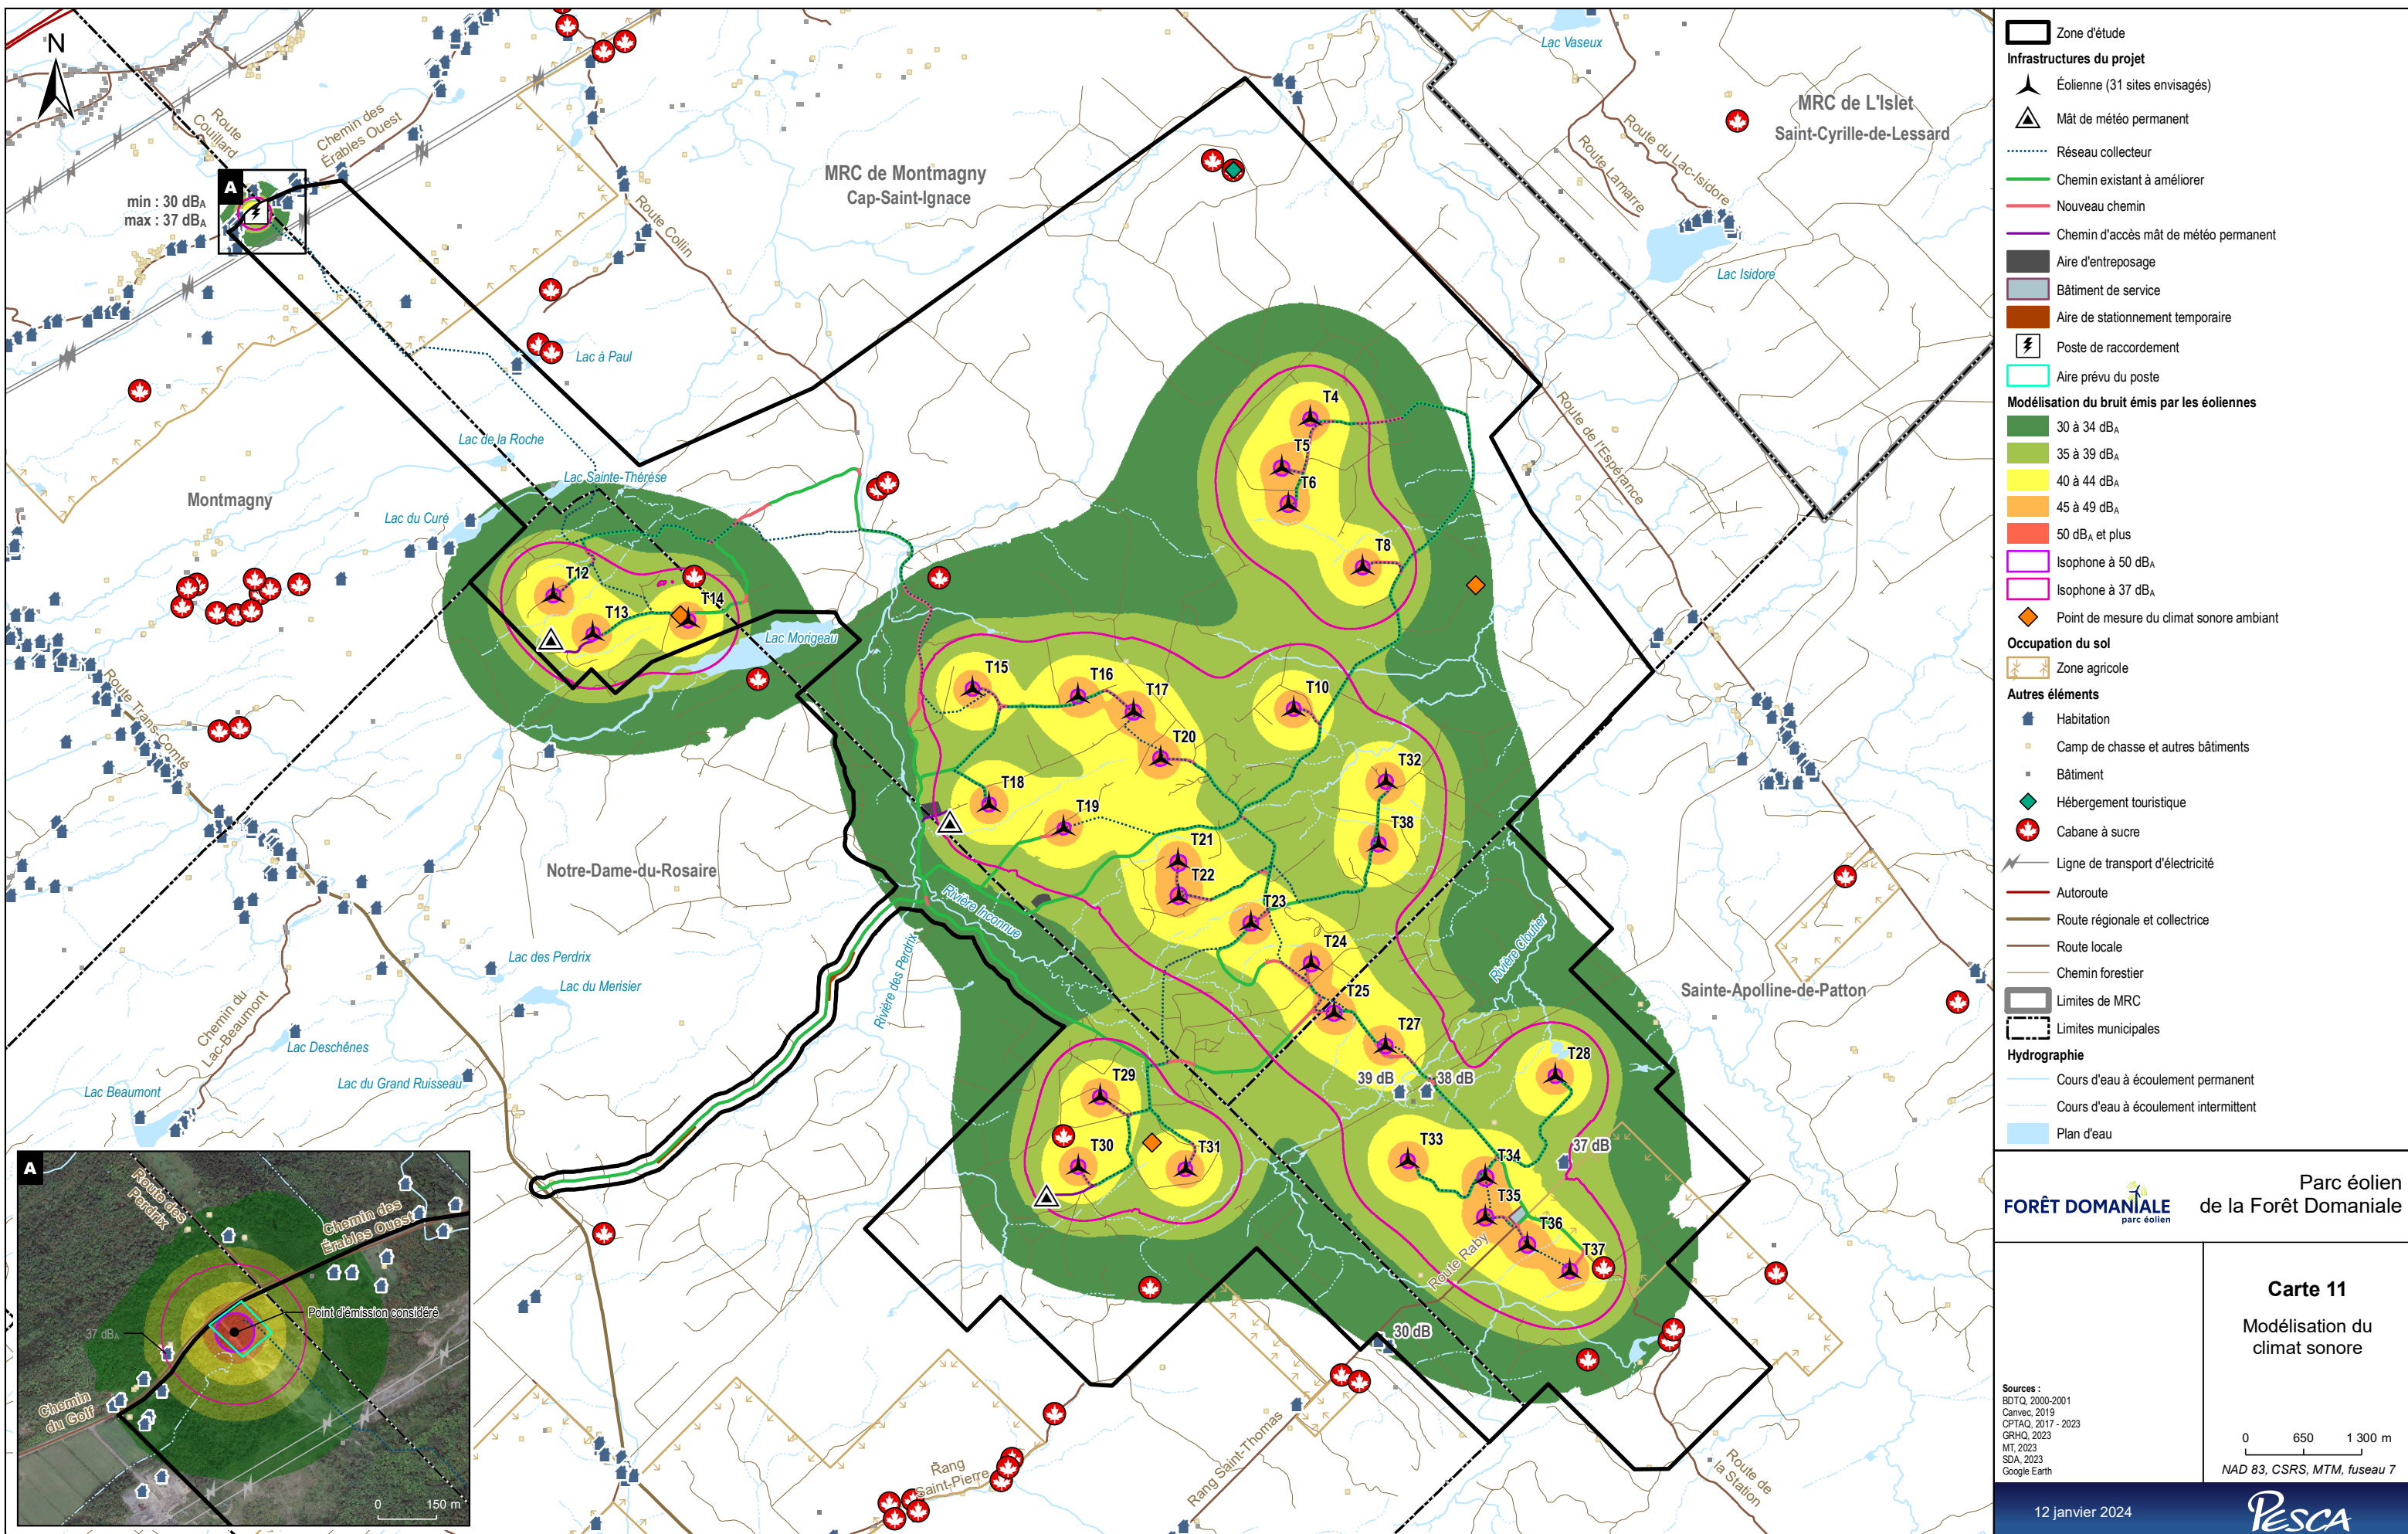 N
Route
Couillard
Chemin des
Érables Ouest
A
min : 30 dBA
max : 37 dBA
Route Collin
MRC de Montmagny
Cap-Saint-Ignace
Lac Vaseux
MRC de L'Islet
Saint-Cyrille-de-Lessard
Route du Lac-Isidore
Route Lamarre
Lac Isidore
Lac à Paul
Lac de la Roche
Lac Sainte-Thérèse
Montmagny
Lac du Curé
Route de l'Espérance
T4
T5
T6
T8
T12
T13
T14
Lac Morigeau
T15
T16
T17
T10
T20
T32
T18
T19
T38
T21
T22
T23
T24
T25
T27
T28
Route Trans-Comté
Notre-Dame-du-Rosaire
Rivière Inconnue
Rivière des Perdrix
Rivière Cloutier
Sainte-Apolline-de-Patton
Lac des Perdrix
Lac du Merisier
Chemin du
Lac-Beaumont
Lac Deschênes
Lac du Grand Ruisseau
Lac Beaumont
39 dB
38 dB
37 dB
T29
T30
T31
T33
T34
T35
T36
T37
Route Raby
30 dB
Rang
Saint-Pierre
Rang Saint-Thomas
Route de
la Station
A
Route des
Perdrix
Chemin des
Érables Ouest
Point d'émission considéré
37 dBA
Chemin
du Golf
0 150 m
Zone d'étude
Infrastructures du projet
Éolienne (31 sites envisagés)
Mât de météo permanent
Réseau collecteur
Chemin existant à améliorer
Nouveau chemin
Chemin d'accès mât de météo permanent
Aire d'entreposage
Bâtiment de service
Aire de stationnement temporaire
Poste de raccordement
Aire prévu du poste
Modélisation du bruit émis par les éoliennes
30 à 34 dBA
35 à 39 dBA
40 à 44 dBA
45 à 49 dBA
50 dBA et plus
Isophone à 50 dBA
Isophone à 37 dBA
Point de mesure du climat sonore ambiant
Occupation du sol
Zone agricole
Autres éléments
Habitation
Camp de chasse et autres bâtiments
Bâtiment
Hébergement touristique
Cabane à sucre
Ligne de transport d'électricité
Autoroute
Route régionale et collectrice
Route locale
Chemin forestier
Limites de MRC
Limites municipales
Hydrographie
Cours d'eau à écoulement permanent
Cours d'eau à écoulement intermittent
Plan d'eau
FORÊT DOMANIALE
parc éolien
Parc éolien
de la Forêt Domaniale
Carte 11
Modélisation du
climat sonore
Sources :
BDTQ, 2000-2001
Canvec, 2019
CPTAQ, 2017 - 2023
GRHQ, 2023
MT, 2023
SDA, 2023
Google Earth
0 650 1 300 m
NAD 83, CSRS, MTM, fuseau 7
12 janvier 2024
PESCA